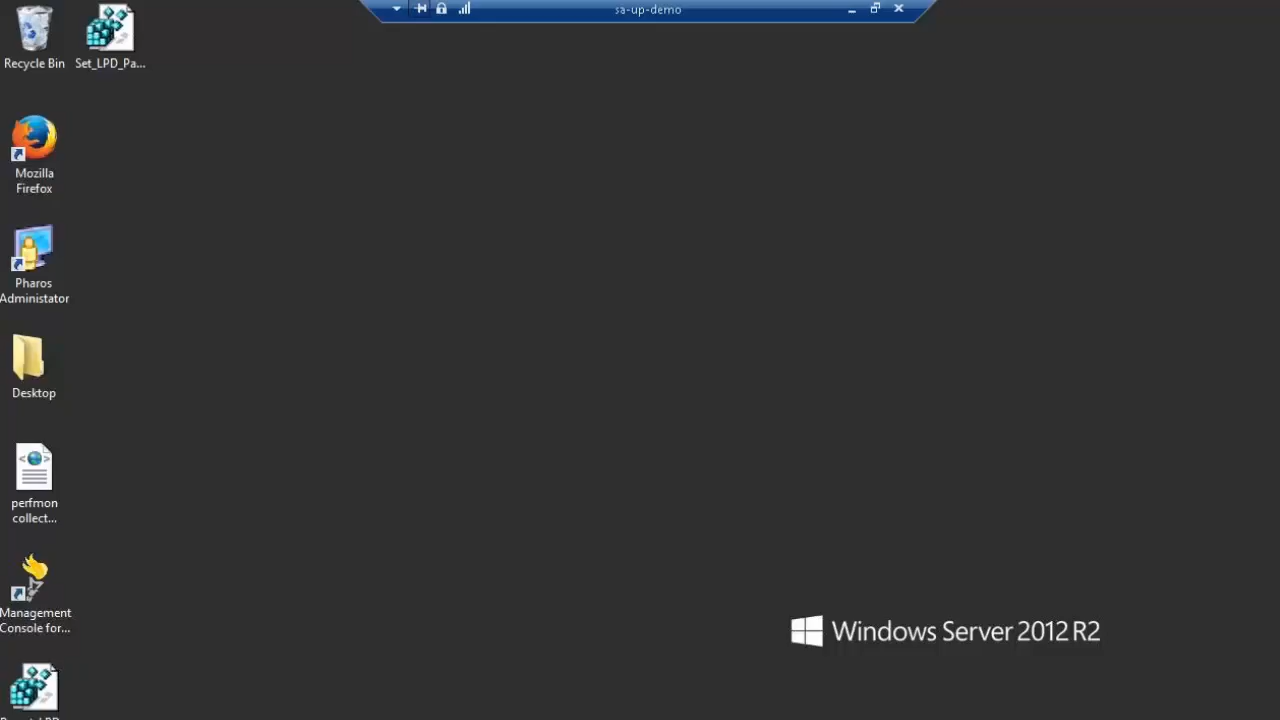 sa-up-demo
Recycle Bin
Set_LPD_Pa...
Mozilla
Firefox
Pharos
Administator
Desktop
perfmon
collect...
Management
Console for...
Windows Server 2012 R2